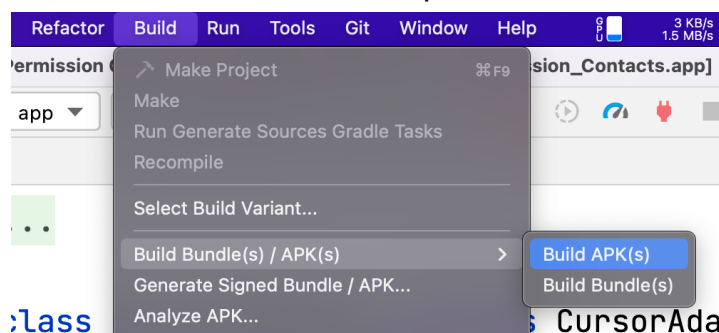 Refactor Build Run Tools Git Window Help GPU 3 KB/s
1.5 MB/s
Permission sion_Contacts.app]
Make Project ⌘F9
app
Make
Run Generate Sources Gradle Tasks
Recompile
Select Build Variant...
...
Build Bundle(s) / APK(s) > Build APK(s)
Generate Signed Bundle / APK... Build Bundle(s)
class CursorAda
Analyze APK...